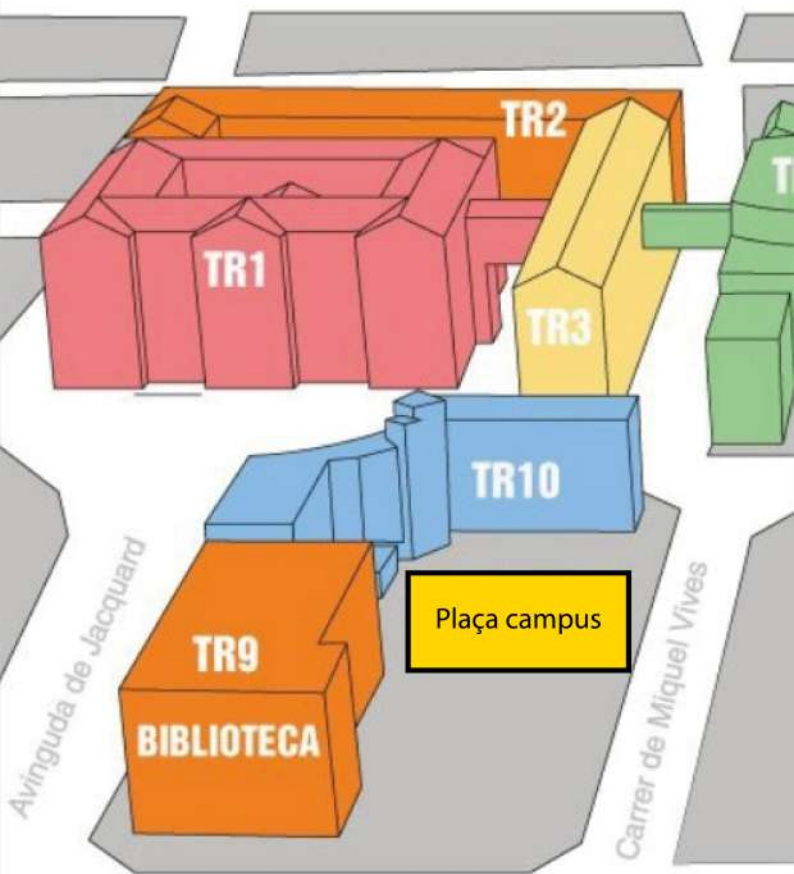 TR2
TR1
TR3
TR10
Plaça campus
TR9
BIBLIOTECA
Avinguda de Jacquard
Carrer de Miquel Vives